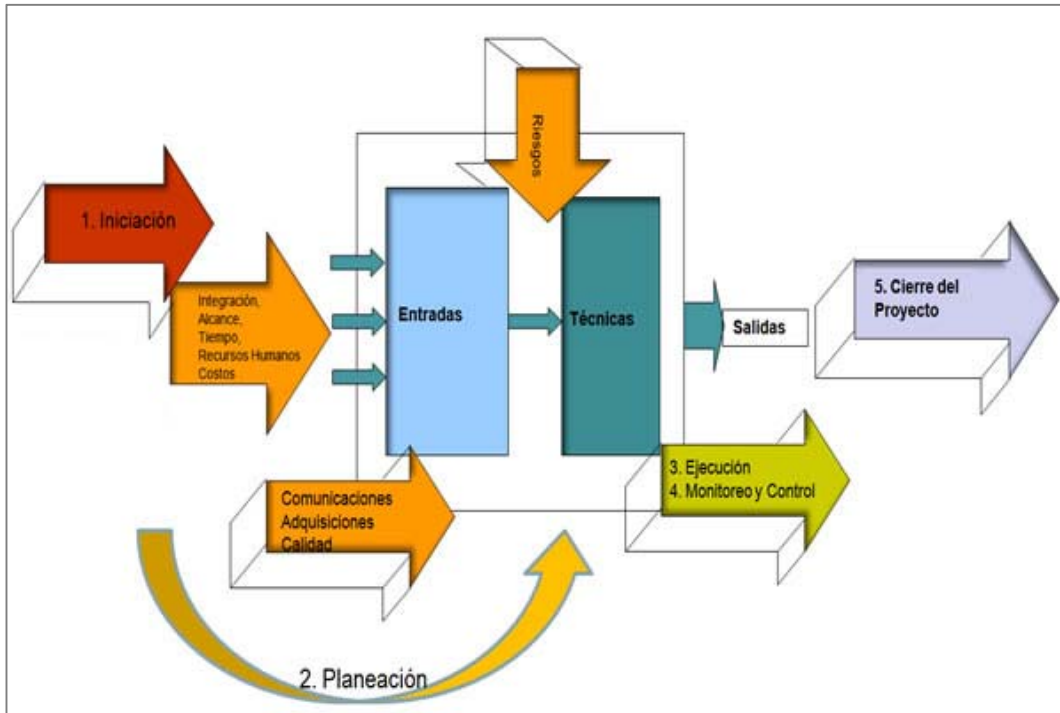 Riesgos
1. Iniciación
Integración,
Alcance,
Tiempo,
Recursos Humanos
Costos
Entradas
Técnicas
Salidas
5. Cierre del
Proyecto
Comunicaciones
Adquisiciones
Calidad
3. Ejecución
4. Monitoreo y Control
2. Planeación